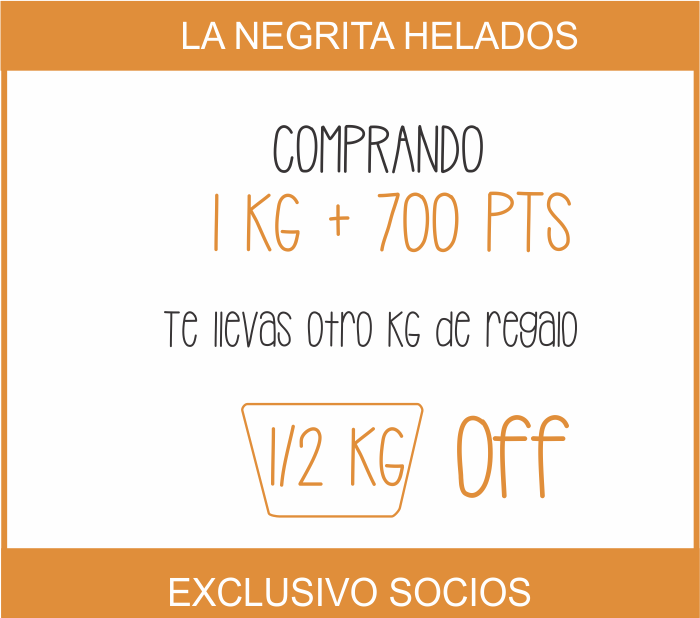 LA NEGRITA HELADOS
COMPRANDO
1 KG + 700 PTS
Te llevas otro KG de regalo
1/2 KG Off
EXCLUSIVO SOCIOS